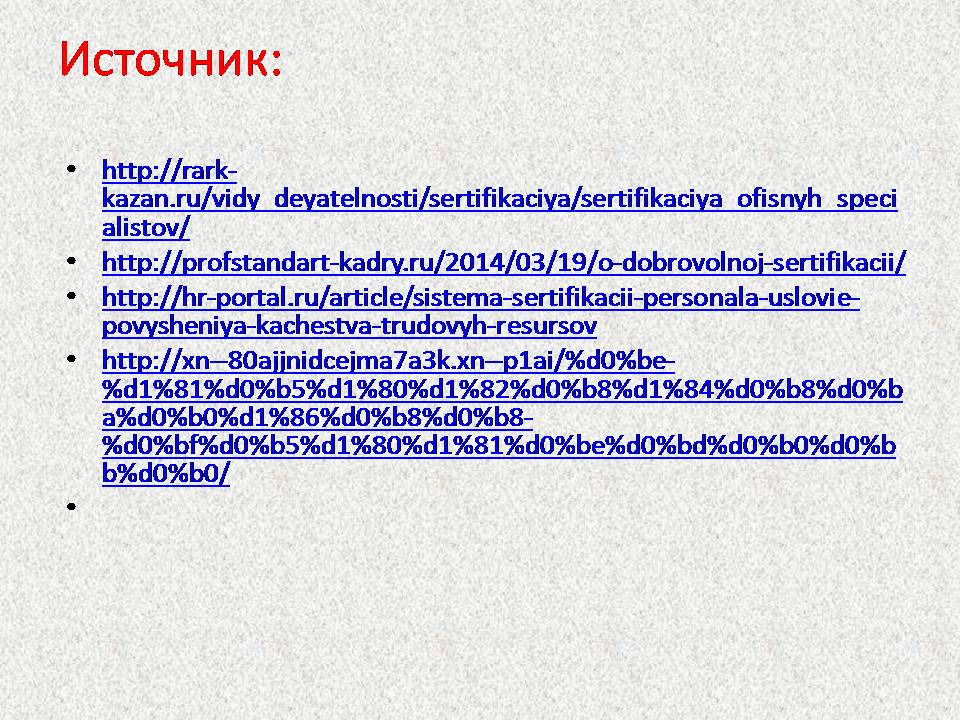 Источник:
• http://rark-
kazan.ru/vidy_deyatelnosti/sertifikaciya/sertifikaciya_ofisnyh_speci
alistov/
• http://profstandart-kadry.ru/2014/03/19/o-dobrovolnoj-sertifikacii/
• http://hr-portal.ru/article/sistema-sertifikacii-personala-uslovie-
povysheniya-kachestva-trudovyh-resursov
• http://xn--80ajjnidcejma7a3k.xn--p1ai/%d0%be-
%d1%81%d0%b5%d1%80%d1%82%d0%b8%d1%84%d0%b8%d0%b
a%d0%b0%d1%86%d0%b8%d0%b8-
%d0%bf%d0%b5%d1%80%d1%81%d0%be%d0%bd%d0%b0%d0%b
b%d0%b0/
•